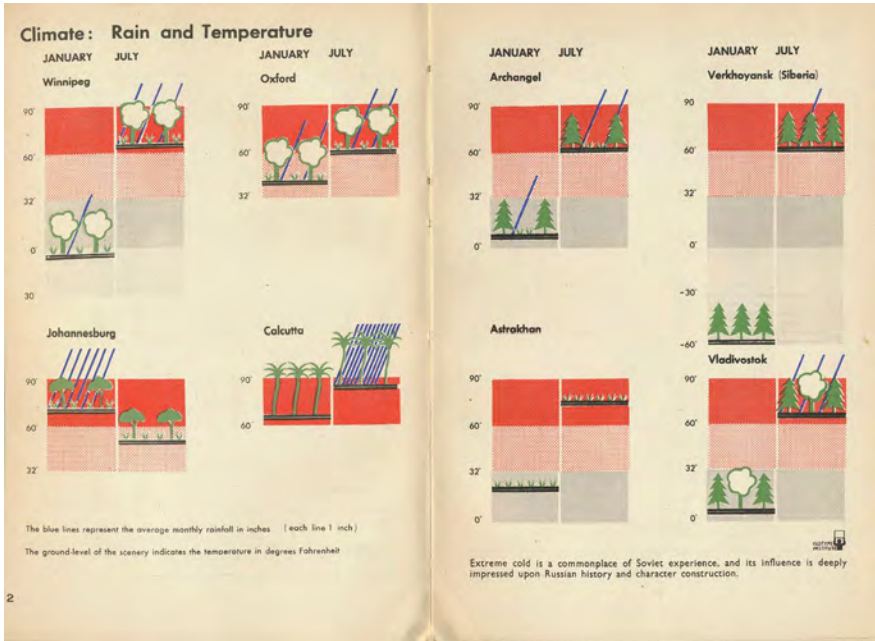 Climate: Rain and Temperature
JANUARY JULY
Winnipeg
90°
60°
32°
0°
30
Oxford
90°
60°
32°
Johannesburg
90°
60°
32°
Calcutta
90°
60°
The blue lines represent the average monthly rainfall in inches (each line 1 inch)
The ground-level of the scenery indicates the temperature in degrees Fahrenheit
2
JANUARY JULY
Archangel
90°
60°
32°
0°
JANUARY JULY
Verkhoyansk (Siberia)
90
60°
32°
0°
-30°
-60°
Astrakhan
90°
60°
32°
0°
Vladivostok
90°
60°
32°
0°
Extreme cold is a commonplace of Soviet experience, and its influence is deeply
impressed upon Russian history and character construction.